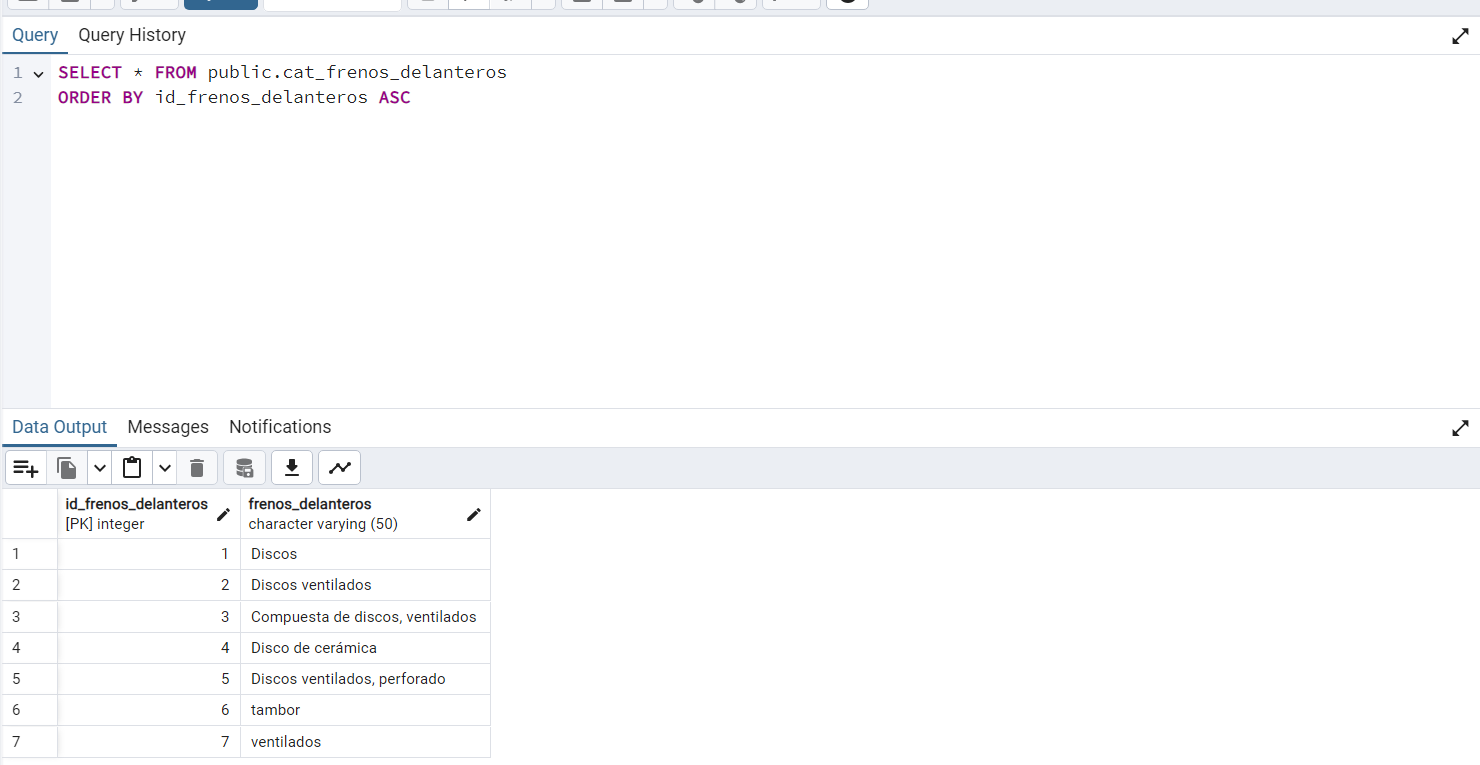 Query Query History
1 SELECT * FROM public.cat_frenos_delanteros
2 ORDER BY id_frenos_delanteros ASC
Data Output Messages Notifications
id_frenos_delanteros frenos_delanteros
[PK] integer character varying (50)
1 1 Discos
2 2 Discos ventilados
3 3 Compuesta de discos, ventilados
4 4 Disco de cerámica
5 5 Discos ventilados, perforado
6 6 tambor
7 7 ventilados